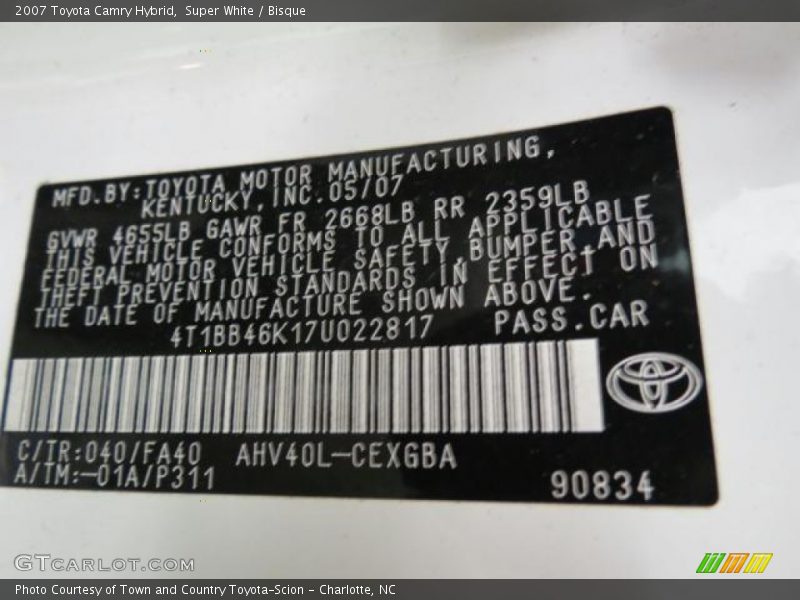 2007 Toyota Camry Hybrid, Super White / Bisque
MFD.BY:TOYOTA MOTOR MANUFACTURING,
KENTUCKY,INC.05/07
GVWR 4655LB GAWR FR 2668LB RR 2359LB
THIS VEHICLE CONFORMS TO ALL APPLICABLE
FEDERAL MOTOR VEHICLE SAFETY,BUMPER,AND
THEFT PREVENTION STANDARDS IN EFFECT ON
THE DATE OF MANUFACTURE SHOWN ABOVE.
4T1BB46K17U022817 PASS.CAR
C/TR:040/FA40 AHV40L-CEXGBA
A/TM:-01A/P311 90834
GTCARLOT.COM
Photo Courtesy of Town and Country Toyota-Scion - Charlotte, NC